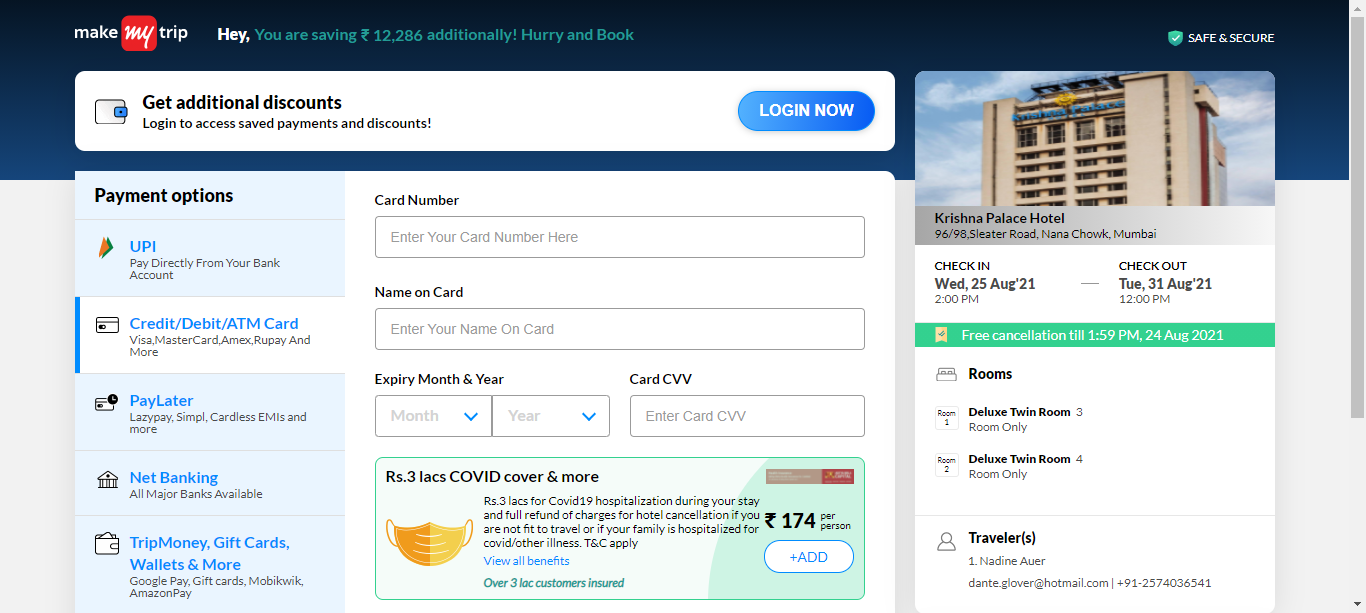 make my trip
Hey, You are saving ₹ 12,286 additionally! Hurry and Book
SAFE & SECURE
Get additional discounts
Login to access saved payments and discounts!
LOGIN NOW
Payment options
UPI
Pay Directly From Your Bank
Account
Credit/Debit/ATM Card
Visa,MasterCard,Amex,Rupay And
More
PayLater
Lazypay, Simpl, Cardless EMIs and
more
Net Banking
All Major Banks Available
TripMoney, Gift Cards,
Wallets & More
Google Pay, Gift cards, Mobikwik,
AmazonPay
Card Number
Enter Your Card Number Here
Name on Card
Enter Your Name On Card
Expiry Month & Year
Month
Year
Card CVV
Enter Card CVV
Rs.3 lacs COVID cover & more
Rs.3 lacs for Covid19 hospitalization during your stay
and full refund of charges for hotel cancellation if you
are not fit to travel or if your family is hospitalized for
covid/other illness. T&C apply
View all benefits
Over 3 lac customers insured
₹ 174 per
person
+ADD
Krishna Palace
Krishna Palace Hotel
96/98,Sleater Road, Nana Chowk, Mumbai
CHECK IN
Wed, 25 Aug'21
2:00 PM
CHECK OUT
Tue, 31 Aug'21
12:00 PM
Free cancellation till 1:59 PM, 24 Aug 2021
Rooms
Room
1
Deluxe Twin Room 3
Room Only
Room
2
Deluxe Twin Room 4
Room Only
Traveler(s)
1. Nadine Auer
dante.glover@hotmail.com | +91-2574036541